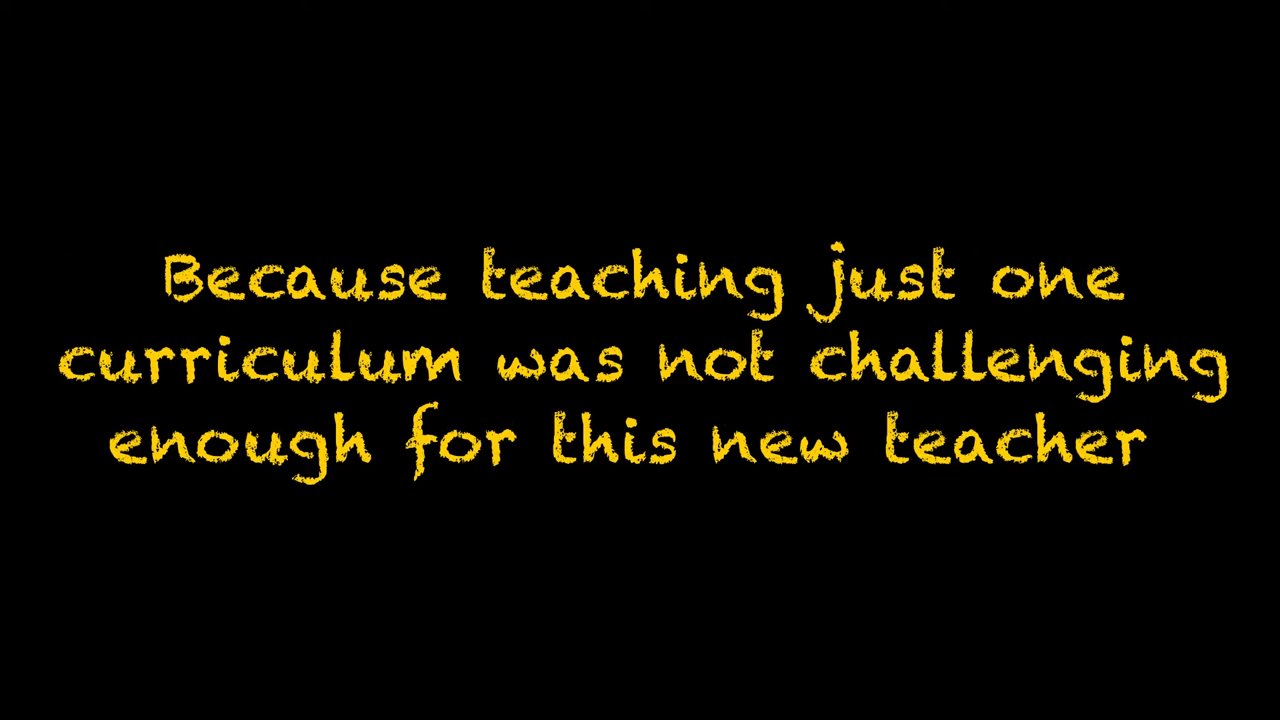 Because teaching just one
curriculum was not challenging
enough for this new teacher